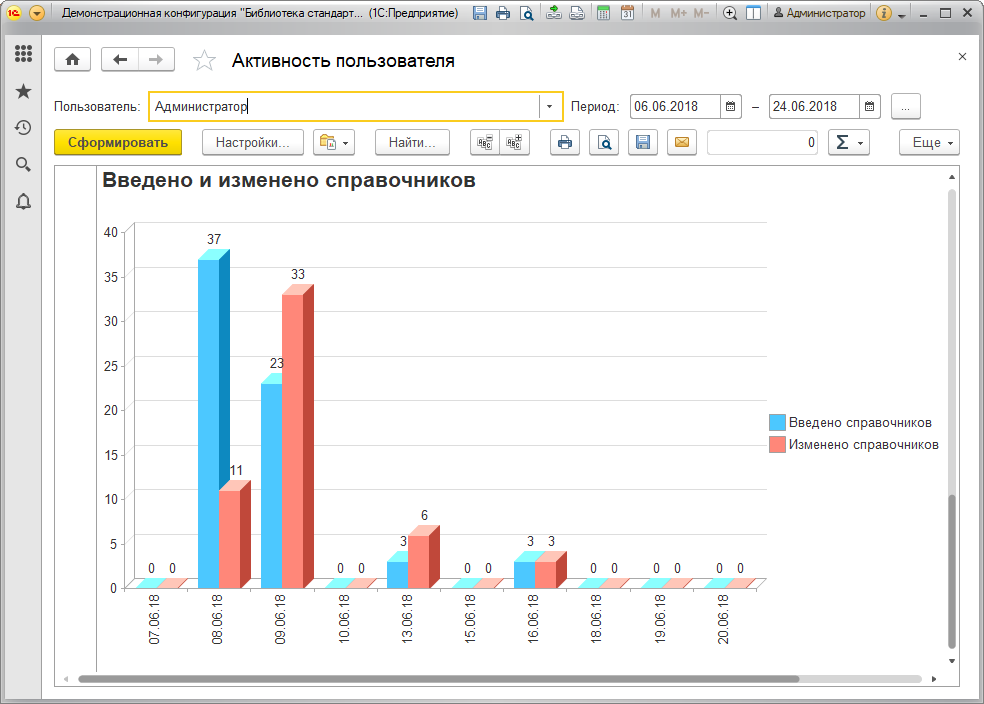 Демонстрационная конфигурация "Библиотека стандарт... (1С:Предприятие)
31 M M+ M- Администратор
Активность пользователя
Пользователь: Администратор Период: 06.06.2018 – 24.06.2018 ...
Сформировать Настройки... Найти... 0 Σ Еще
Введено и изменено справочников
40
35
30
25
20
15
10
5
0
0 0 37 11 23 33 0 0 3 6 0 0 3 3 0 0 0 0 0 0
07.06.18 08.06.18 09.06.18 10.06.18 13.06.18 15.06.18 16.06.18 18.06.18 19.06.18 20.06.18
Введено справочников
Изменено справочников